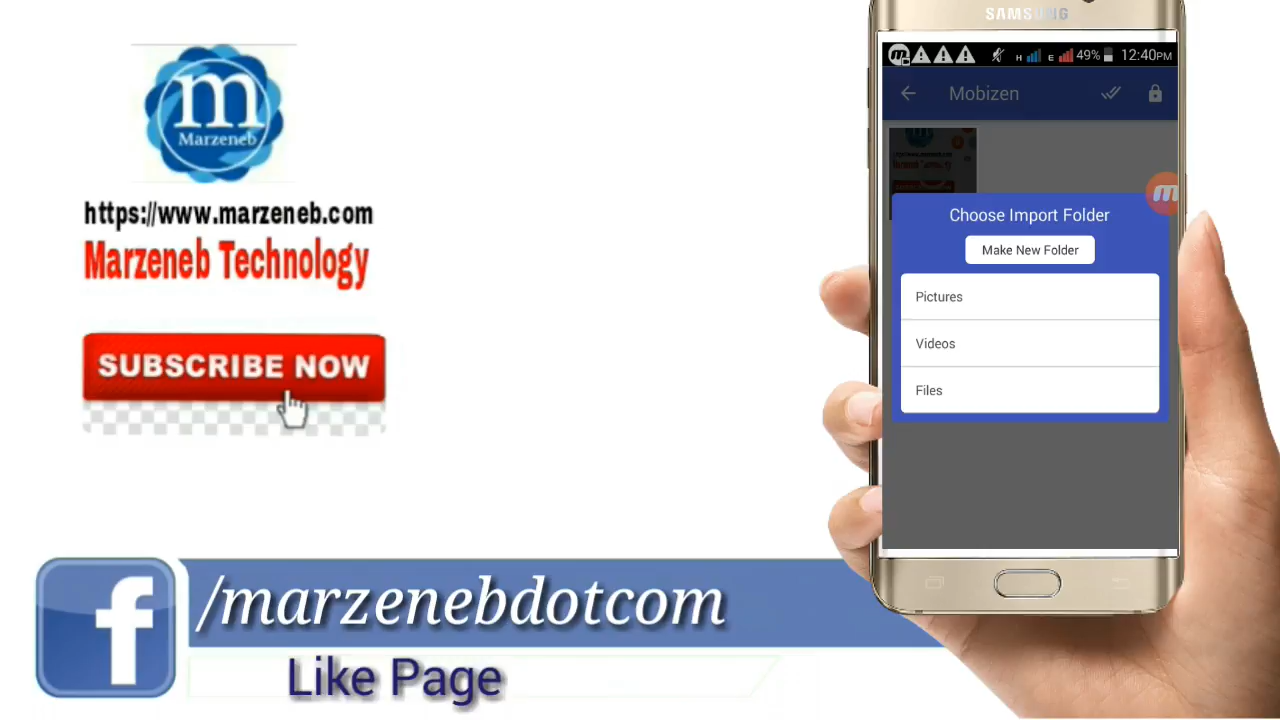 m
Marzeneb
https://www.marzeneb.com
Marzeneb Technology
SUBSCRIBE NOW
f
/marzenebdotcom
Like Page
SAMSUNG
m H E 49% 12:40PM
Mobizen
m
Choose Import Folder
Make New Folder
Pictures
Videos
Files